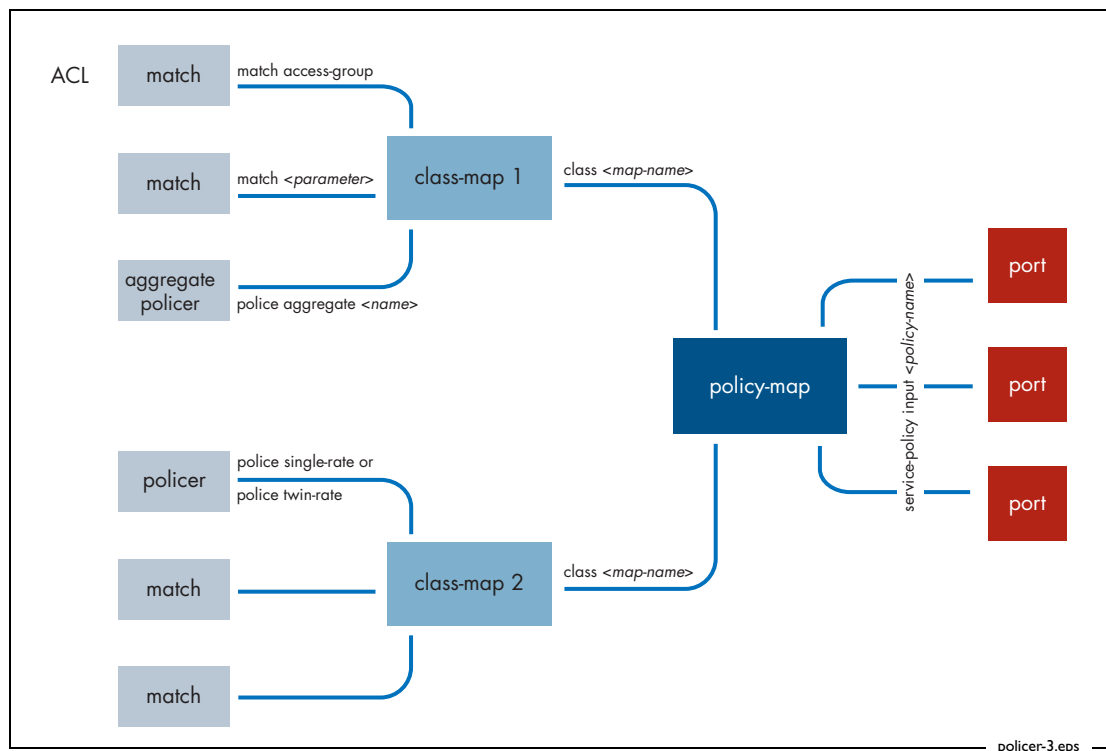 ACL
match
match access-group
match
match <parameter>
class-map 1
class <map-name>
aggregate
policer
police aggregate <name>
policy-map
service-policy input <policy-name>
port
port
port
policer
police single-rate or
police twin-rate
match
class-map 2
class <map-name>
match
policer-3.eps